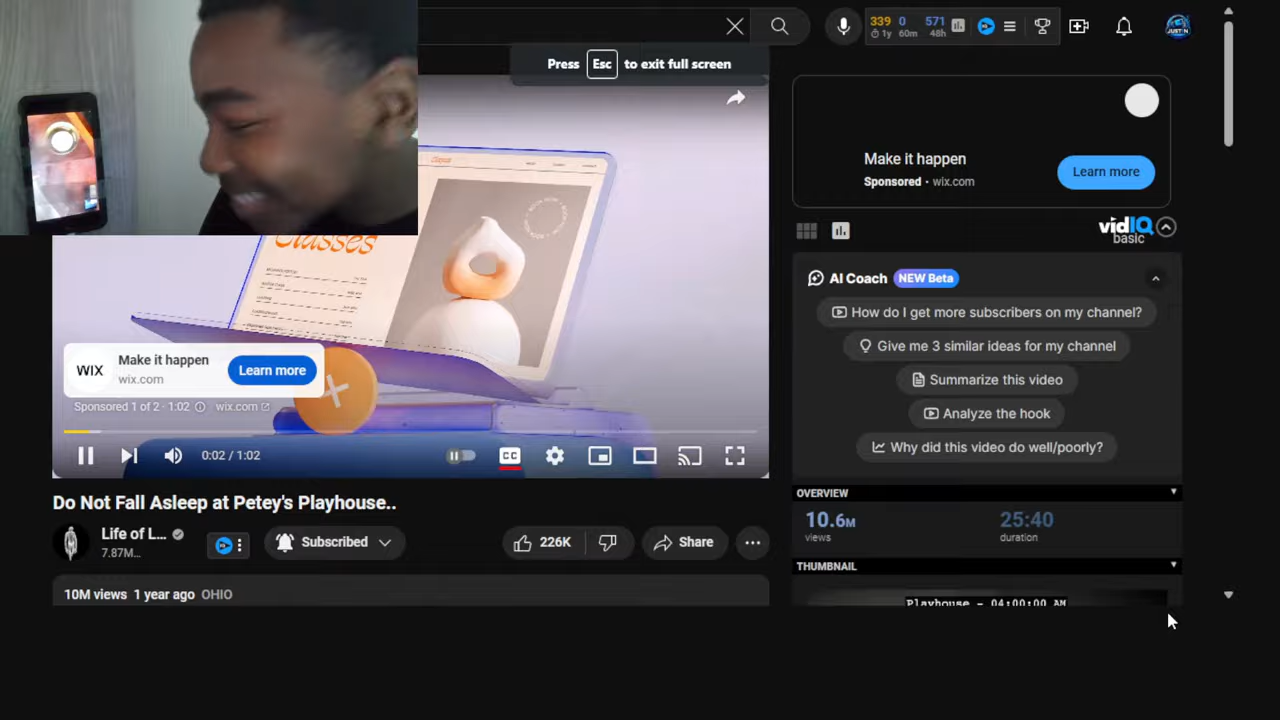 339 0 571
1y 60m 48h
Press Esc to exit full screen
Make it happen
Sponsored • wix.com
Learn more
vidIQ
basic
Classes
AI Coach NEW Beta
How do I get more subscribers on my channel?
Give me 3 similar ideas for my channel
Summarize this video
Analyze the hook
Why did this video do well/poorly?
WIX
Make it happen
wix.com
Learn more
Sponsored 1 of 2 · 1:02 wix.com
0:02 / 1:02
CC
Do Not Fall Asleep at Petey's Playhouse..
Life of L...
7.87M...
Subscribed
226K
Share
10M views 1 year ago OHIO
OVERVIEW
10.6M
views
25:40
duration
THUMBNAIL
Playhouse - 04:00:00 AM